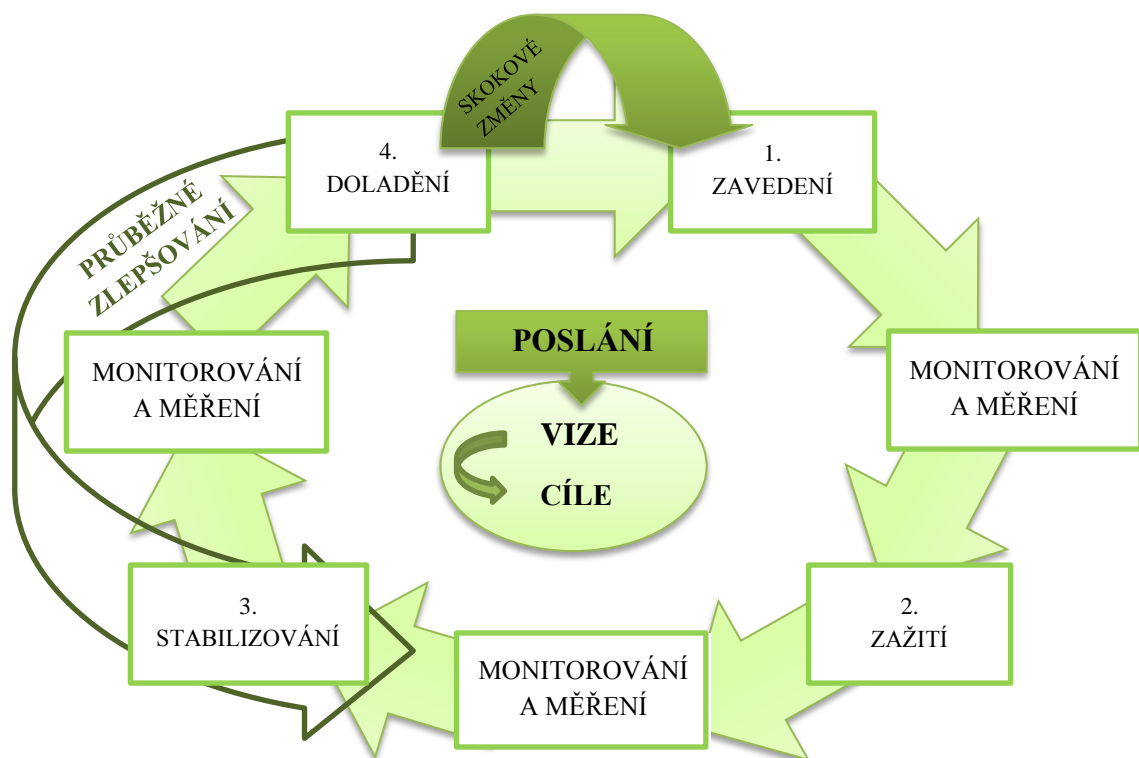 SKOKOVÉ
ZMĚNY
4.
DOLADĚNÍ
1.
ZAVEDENÍ
PRŮBĚŽNÉ
ZLEPŠOVÁNÍ
POSLÁNÍ
MONITOROVÁNÍ
A MĚŘENÍ
MONITOROVÁNÍ
A MĚŘENÍ
VIZE
CÍLE
3.
STABILIZOVÁNÍ
2.
ZAŽITÍ
MONITOROVÁNÍ
A MĚŘENÍ